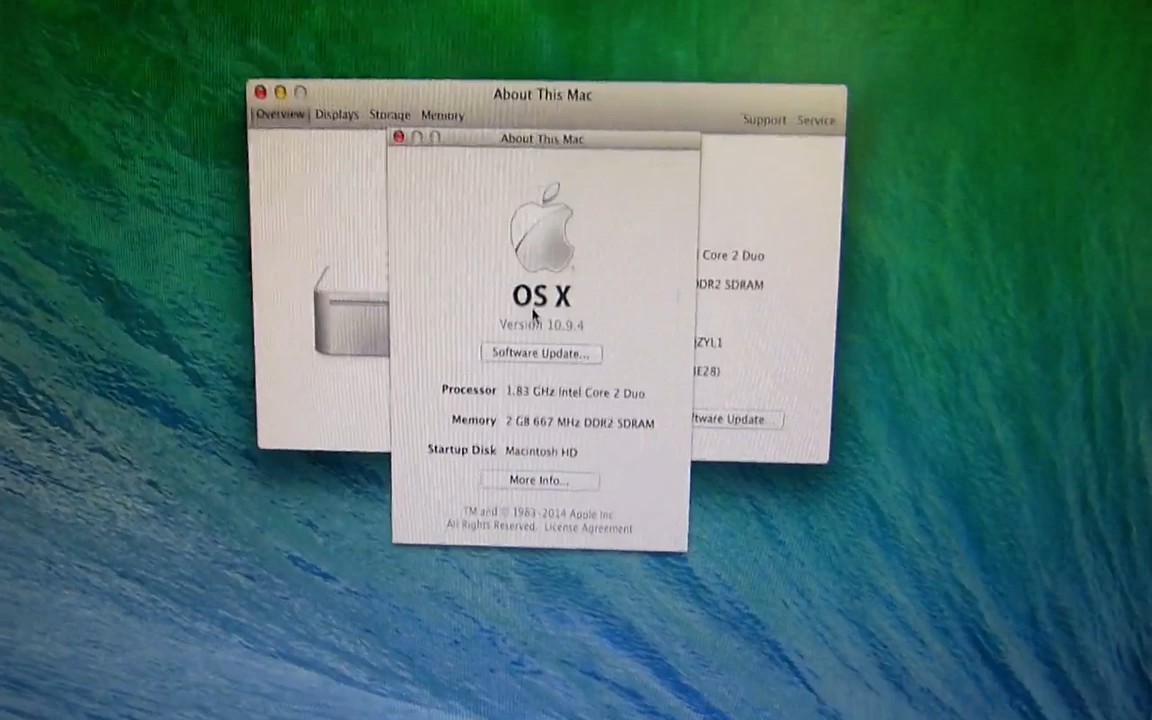 About This Mac
Overview Displays Storage Memory Support Service
About This Mac
OS X
Version 10.9.4
Software Update...
Processor 1.83 GHz Intel Core 2 Duo
Memory 2 GB 667 MHz DDR2 SDRAM
Startup Disk Macintosh HD
More Info...
TM and © 1983-2014 Apple Inc.
All Rights Reserved. License Agreement
Core 2 Duo
DDR2 SDRAM
ZYL1
E28)
tware Update...